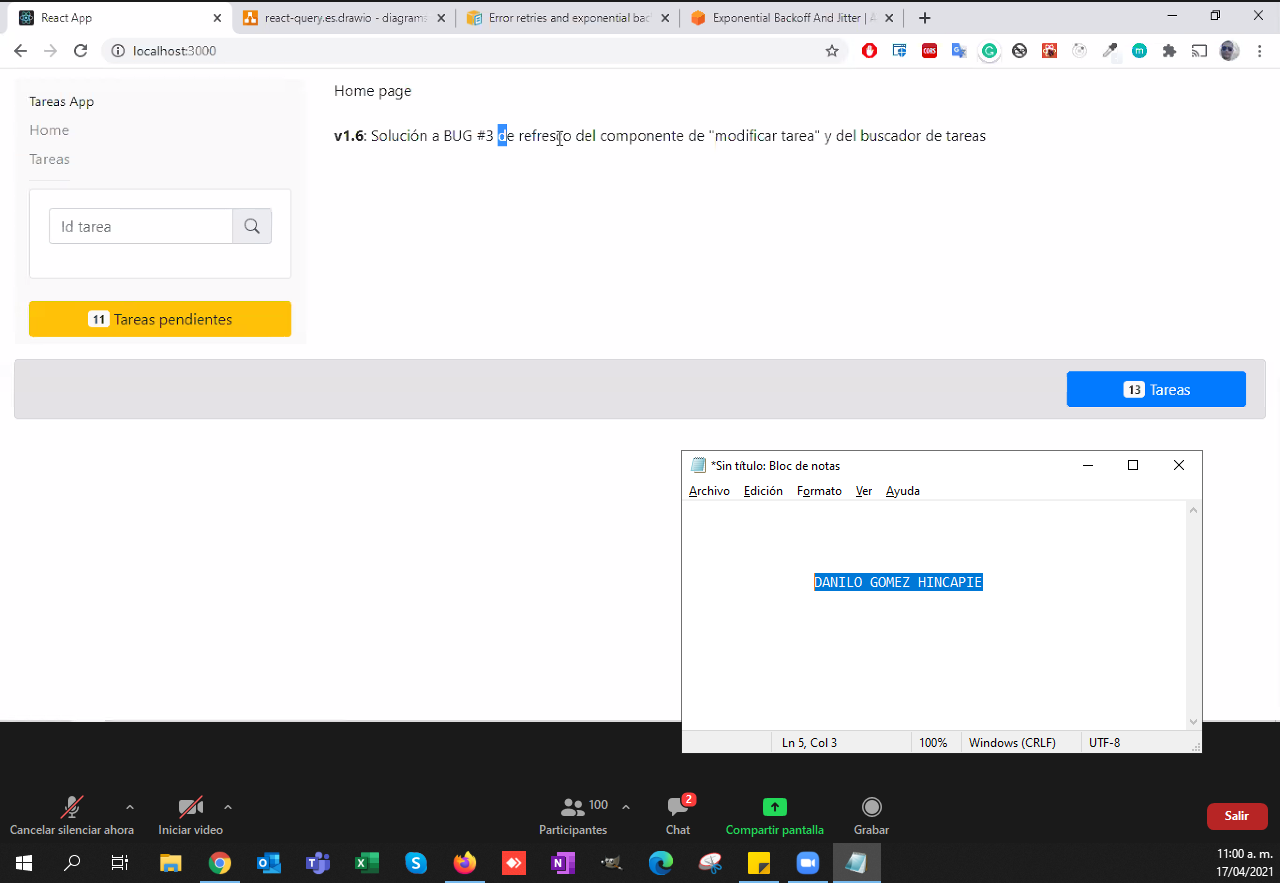 React App
react-query.es.drawio - diagrams
Error retries and exponential bac
Exponential Backoff And Jitter | A
localhost:3000
Tareas App
Home
Tareas
Id tarea
11 Tareas pendientes
Home page
v1.6: Solución a BUG #3 de refresco del componente de "modificar tarea" y del buscador de tareas
13 Tareas
*Sin título: Bloc de notas
Archivo Edición Formato Ver Ayuda
DANILO GOMEZ HINCAPIE
Ln 5, Col 3 100% Windows (CRLF) UTF-8
Cancelar silenciar ahora
Iniciar video
100
Participantes
2
Chat
Compartir pantalla
Grabar
Salir
11:00 a. m.
17/04/2021